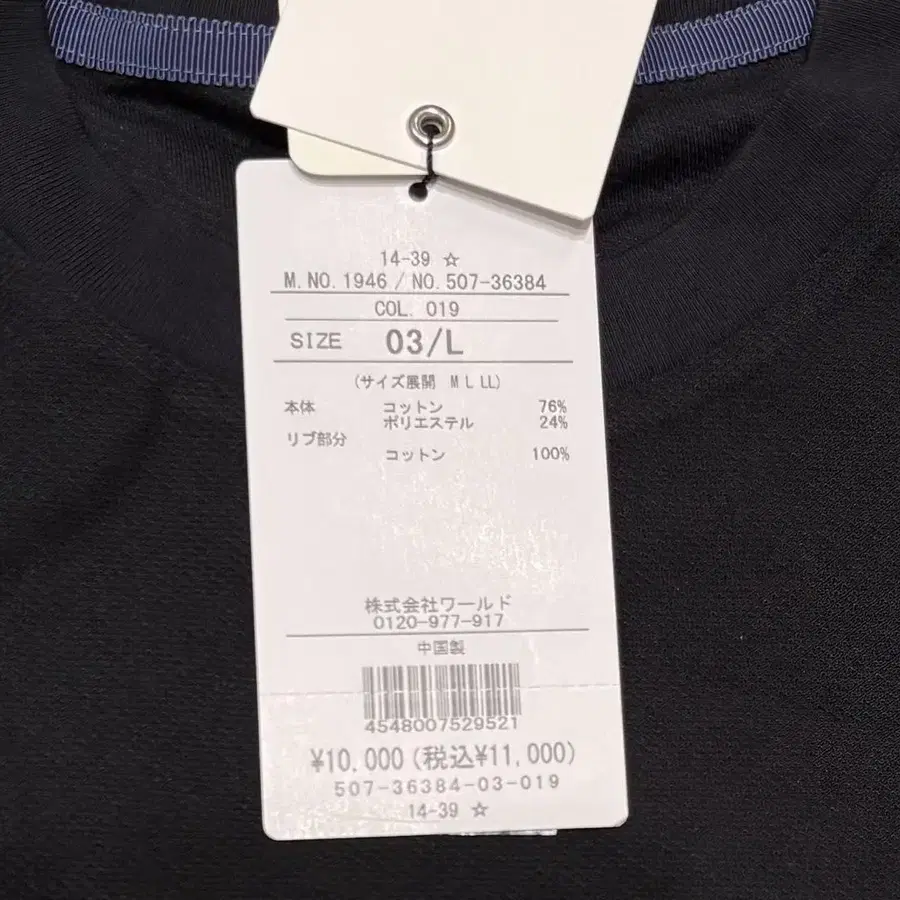 14-39 ☆
M.NO.1946 / NO.507-36384
COL. 019
SIZE 03/L
(サイズ展開 M L LL)
本体 コットン 76%
ポリエステル 24%
リブ部分
コットン 100%
株式会社ワールド
0120-977-917
中国製
4548007529521
¥10,000(税込¥11,000)
507-36384-03-019
14-39 ☆